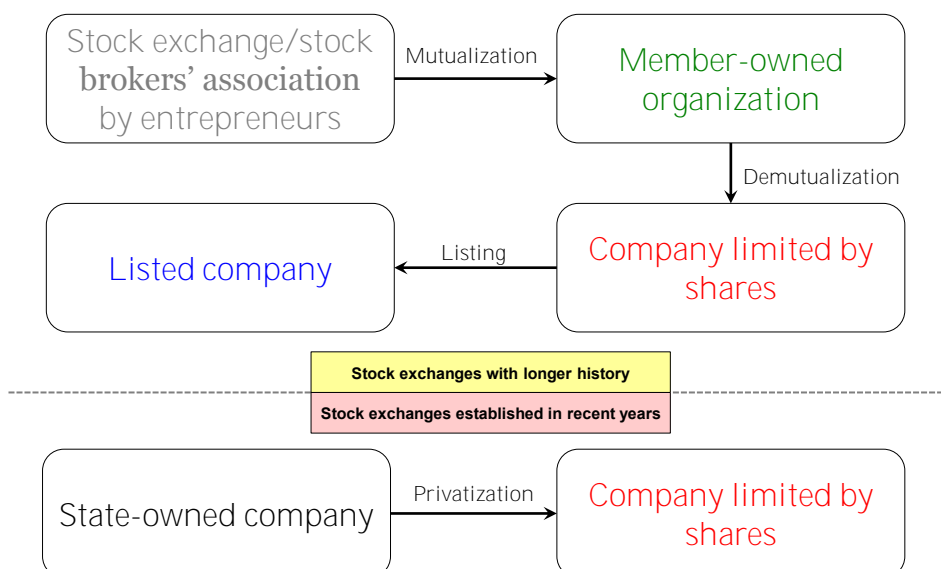 Stock exchange/stock
brokers’ association
by entrepreneurs
Mutualization
Member-owned
organization
Demutualization
Listed company
Listing
Company limited by
shares
Stock exchanges with longer history
Stock exchanges established in recent years
State-owned company
Privatization
Company limited by
shares